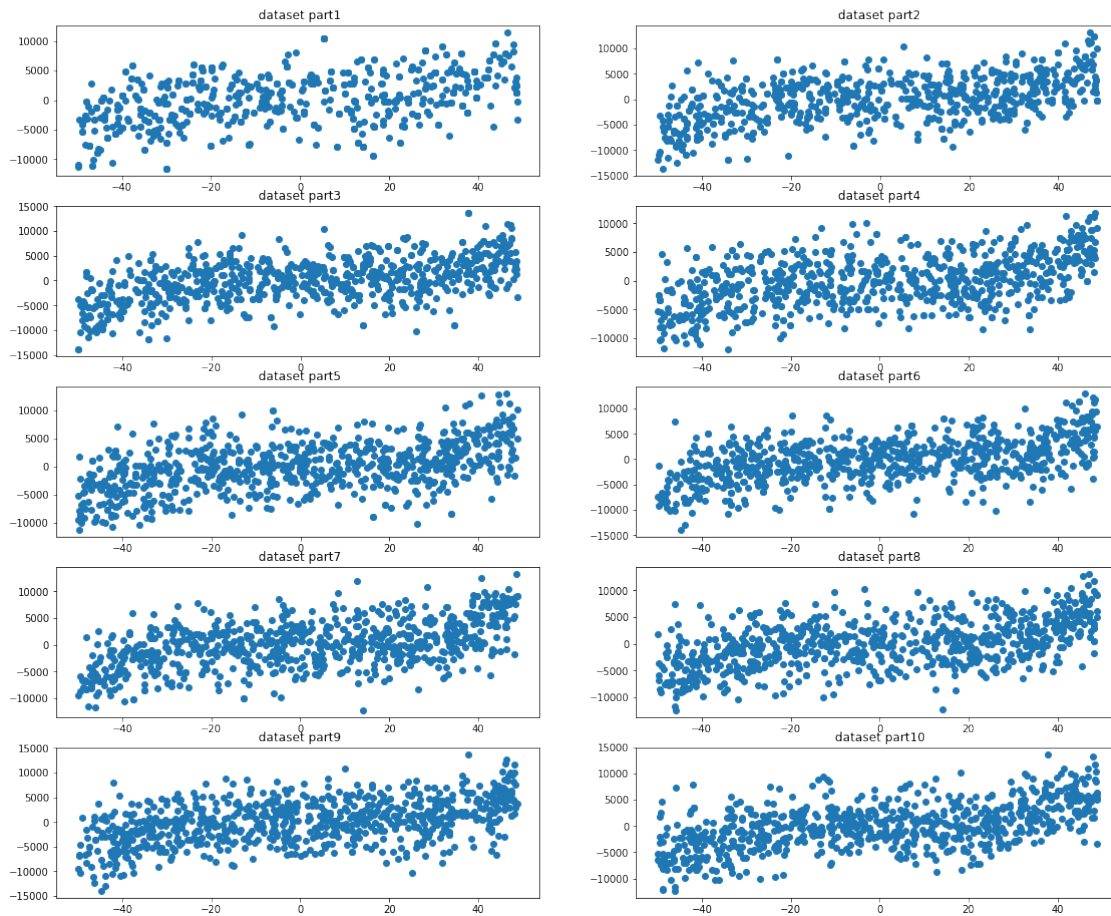 dataset part1
10000
5000
0
−5000
−10000
−40 −20 0 20 40
dataset part2
10000
5000
0
−5000
−10000
−15000
−40 −20 0 20 40
dataset part3
15000
10000
5000
0
−5000
−10000
−15000
−40 −20 0 20 40
dataset part4
10000
5000
0
−5000
−10000
−40 −20 0 20 40
dataset part5
10000
5000
0
−5000
−10000
−40 −20 0 20 40
dataset part6
10000
5000
0
−5000
−10000
−15000
−40 −20 0 20 40
dataset part7
10000
5000
0
−5000
−10000
−40 −20 0 20 40
dataset part8
10000
5000
0
−5000
−10000
−40 −20 0 20 40
dataset part9
15000
10000
5000
0
−5000
−10000
−15000
−40 −20 0 20 40
dataset part10
15000
10000
5000
0
−5000
−10000
−40 −20 0 20 40